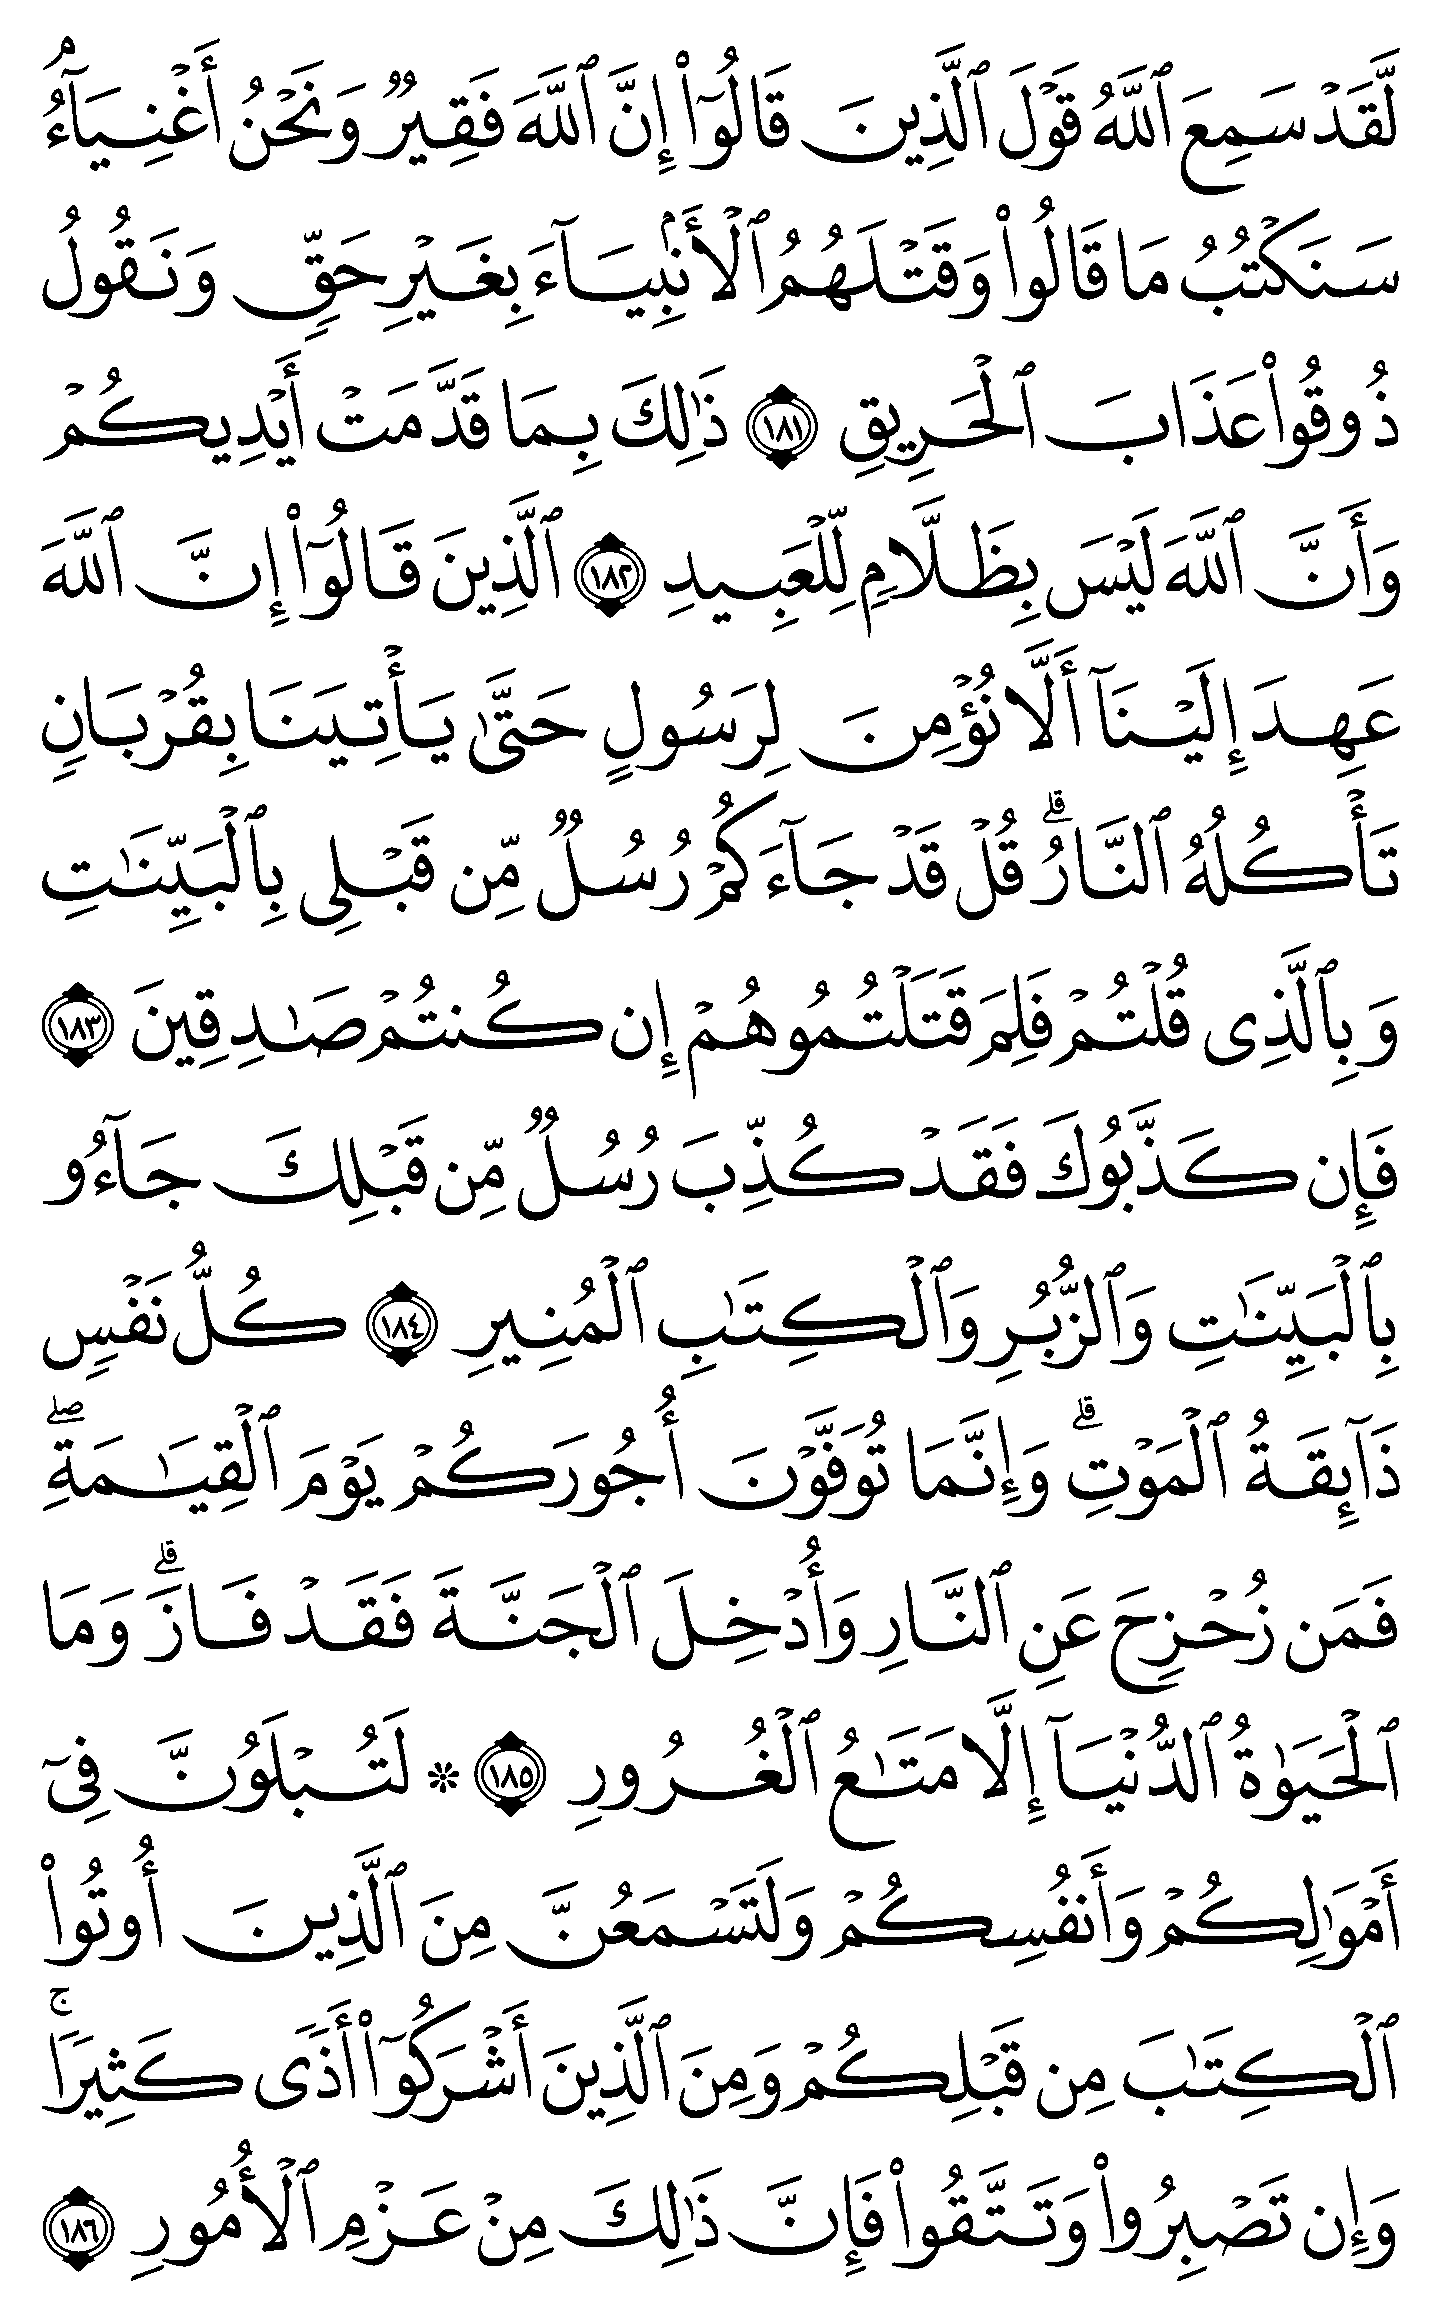 لَّقَدۡ سَمِعَ ٱللَّهُ قَوۡلَ ٱلَّذِينَ قَالُوٓاْ إِنَّ ٱللَّهَ فَقِيرٞ وَنَحۡنُ أَغۡنِيَآءُۘ
سَنَكۡتُبُ مَا قَالُواْ وَقَتۡلَهُمُ ٱلۡأَنۢبِيَآءَ بِغَيۡرِ حَقّٖ وَنَقُولُ
ذُوقُواْ عَذَابَ ٱلۡحَرِيقِ ١٨١ ذَٰلِكَ بِمَا قَدَّمَتۡ أَيۡدِيكُمۡ
وَأَنَّ ٱللَّهَ لَيۡسَ بِظَلَّامٖ لِّلۡعَبِيدِ ١٨٢ ٱلَّذِينَ قَالُوٓاْ إِنَّ ٱللَّهَ
عَهِدَ إِلَيۡنَآ أَلَّا نُؤۡمِنَ لِرَسُولٍ حَتَّىٰ يَأۡتِيَنَا بِقُرۡبَانٖ
تَأۡكُلُهُ ٱلنَّارُۗ قُلۡ قَدۡ جَآءَكُمۡ رُسُلٞ مِّن قَبۡلِي بِٱلۡبَيِّنَٰتِ
وَبِٱلَّذِي قُلۡتُمۡ فَلِمَ قَتَلۡتُمُوهُمۡ إِن كُنتُمۡ صَٰدِقِينَ ١٨٣
فَإِن كَذَّبُوكَ فَقَدۡ كُذِّبَ رُسُلٞ مِّن قَبۡلِكَ جَآءُو
بِٱلۡبَيِّنَٰتِ وَٱلزُّبُرِ وَٱلۡكِتَٰبِ ٱلۡمُنِيرِ ١٨٤ كُلُّ نَفۡسٖ
ذَآئِقَةُ ٱلۡمَوۡتِۗ وَإِنَّمَا تُوَفَّوۡنَ أُجُورَكُمۡ يَوۡمَ ٱلۡقِيَٰمَةِۖ
فَمَن زُحۡزِحَ عَنِ ٱلنَّارِ وَأُدۡخِلَ ٱلۡجَنَّةَ فَقَدۡ فَازَۗ وَمَا
ٱلۡحَيَوٰةُ ٱلدُّنۡيَآ إِلَّا مَتَٰعُ ٱلۡغُرُورِ ١٨٥ ۞ لَتُبۡلَوُنَّ فِيٓ
أَمۡوَٰلِكُمۡ وَأَنفُسِكُمۡ وَلَتَسۡمَعُنَّ مِنَ ٱلَّذِينَ أُوتُواْ
ٱلۡكِتَٰبَ مِن قَبۡلِكُمۡ وَمِنَ ٱلَّذِينَ أَشۡرَكُوٓاْ أَذٗى كَثِيرٗاۚ
وَإِن تَصۡبِرُواْ وَتَتَّقُواْ فَإِنَّ ذَٰلِكَ مِنۡ عَزۡمِ ٱلۡأُمُورِ ١٨٦